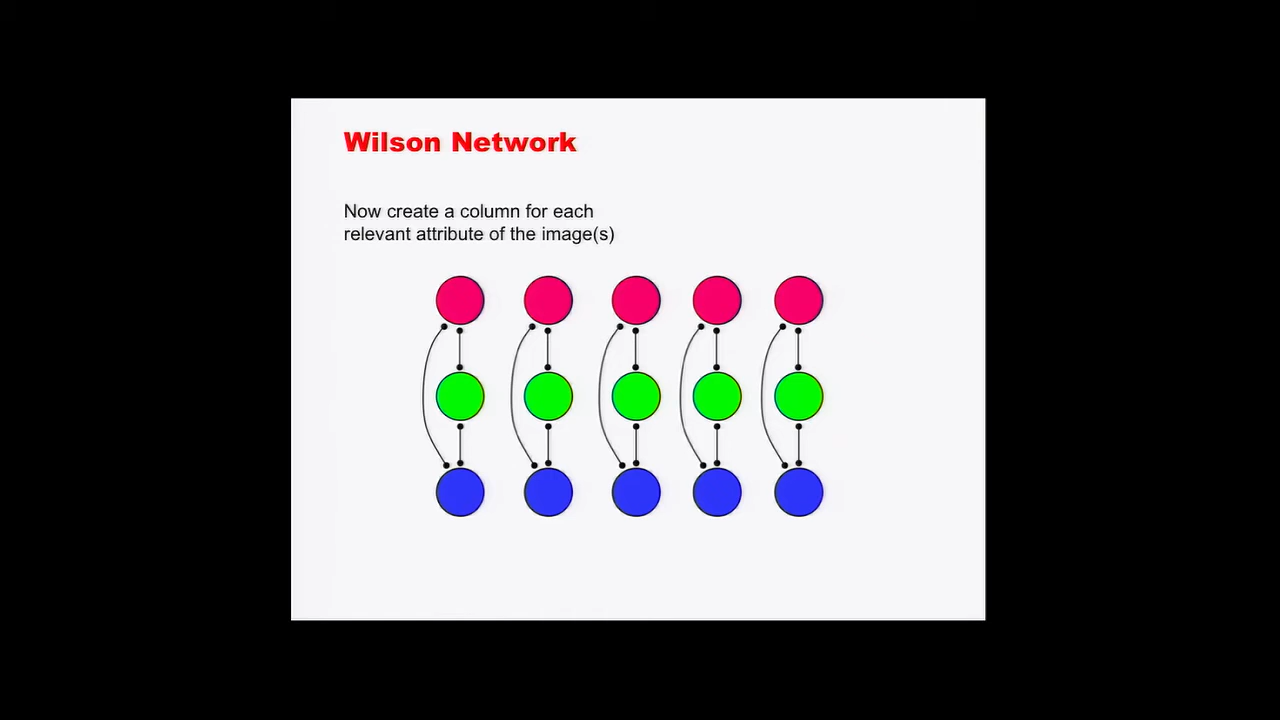 Wilson Network
Now create a column for each
relevant attribute of the image(s)